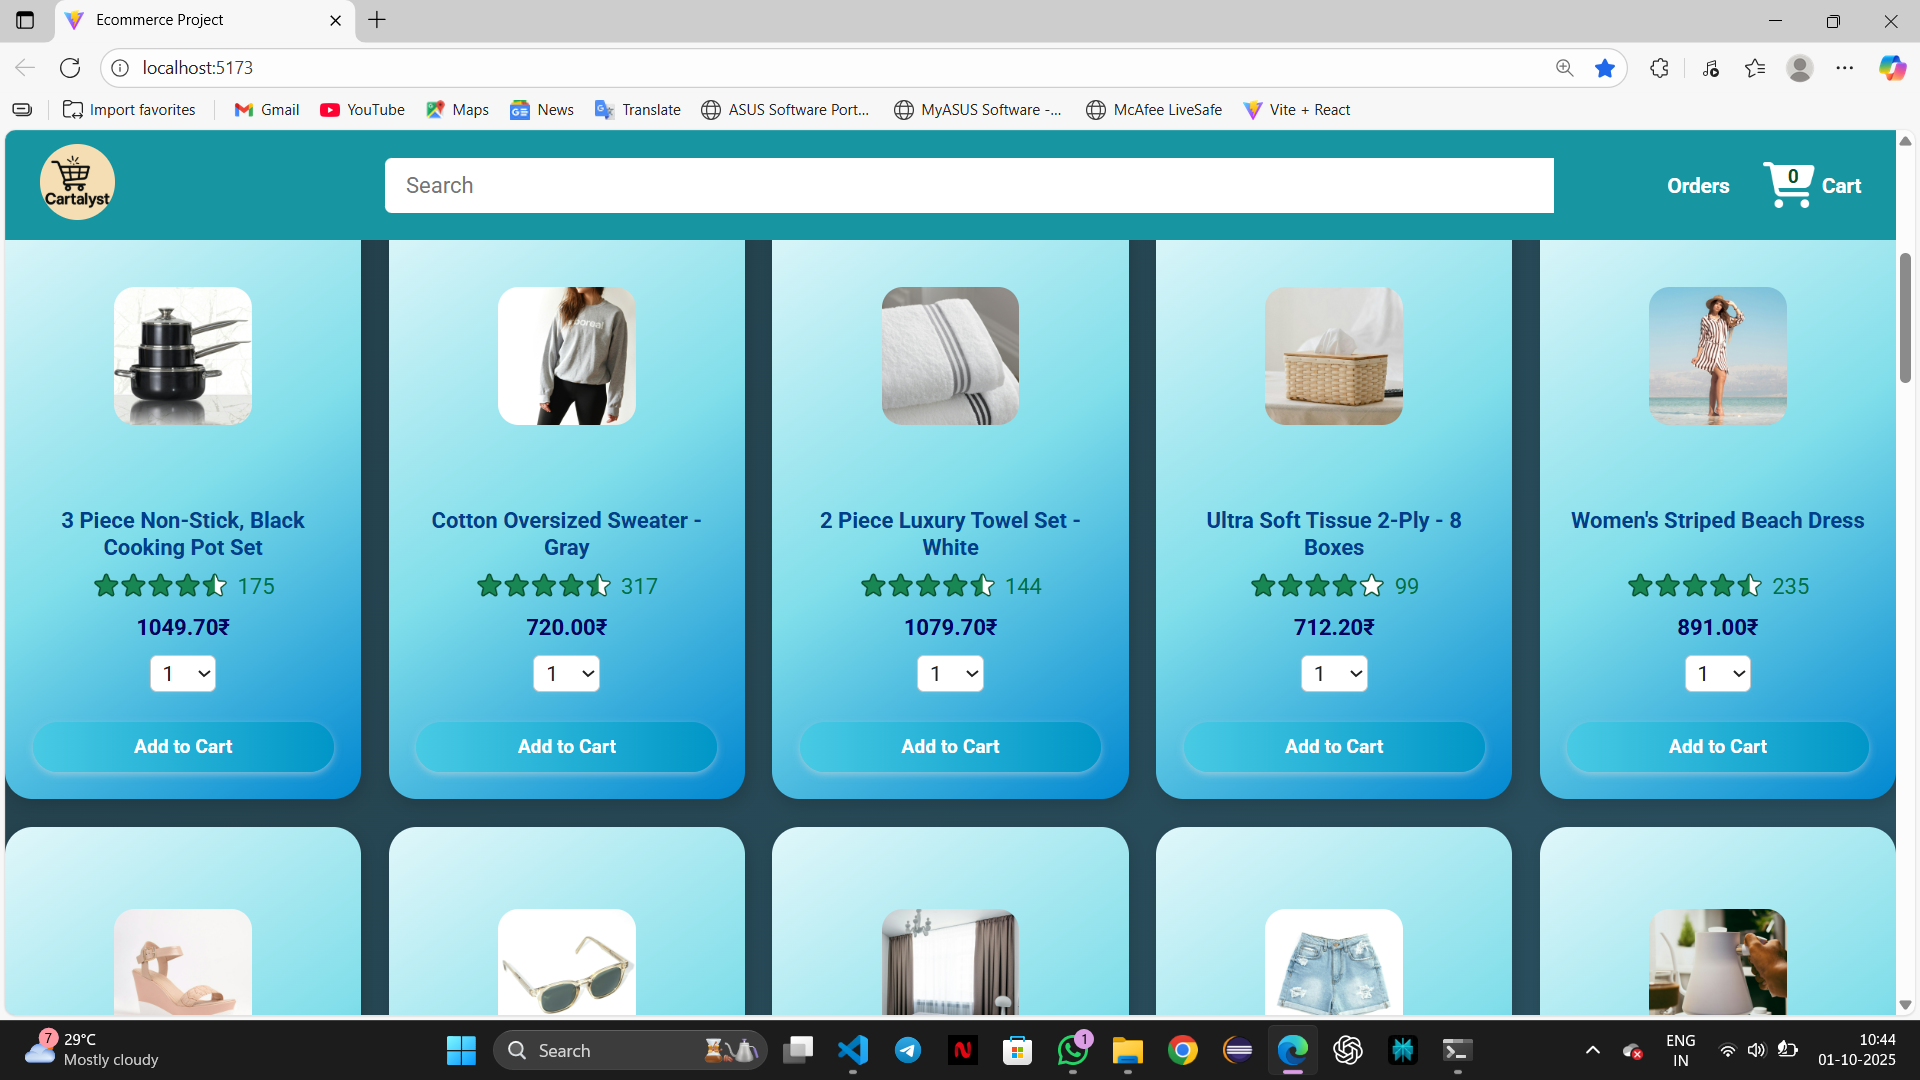 Ecommerce Project
localhost:5173
Import favorites
Gmail
YouTube
Maps
News
Translate
ASUS Software Port...
MyASUS Software -...
McAfee LiveSafe
Vite + React
Cartalyst
Search
Orders
0
Cart
3 Piece Non-Stick, Black
Cooking Pot Set
175
1049.70₹
1
Add to Cart
Cotton Oversized Sweater -
Gray
317
720.00₹
1
Add to Cart
2 Piece Luxury Towel Set -
White
144
1079.70₹
1
Add to Cart
Ultra Soft Tissue 2-Ply - 8
Boxes
99
712.20₹
1
Add to Cart
Women's Striped Beach Dress
235
891.00₹
1
Add to Cart
7
29°C
Mostly cloudy
Search
1
ENG
IN
10:44
01-10-2025